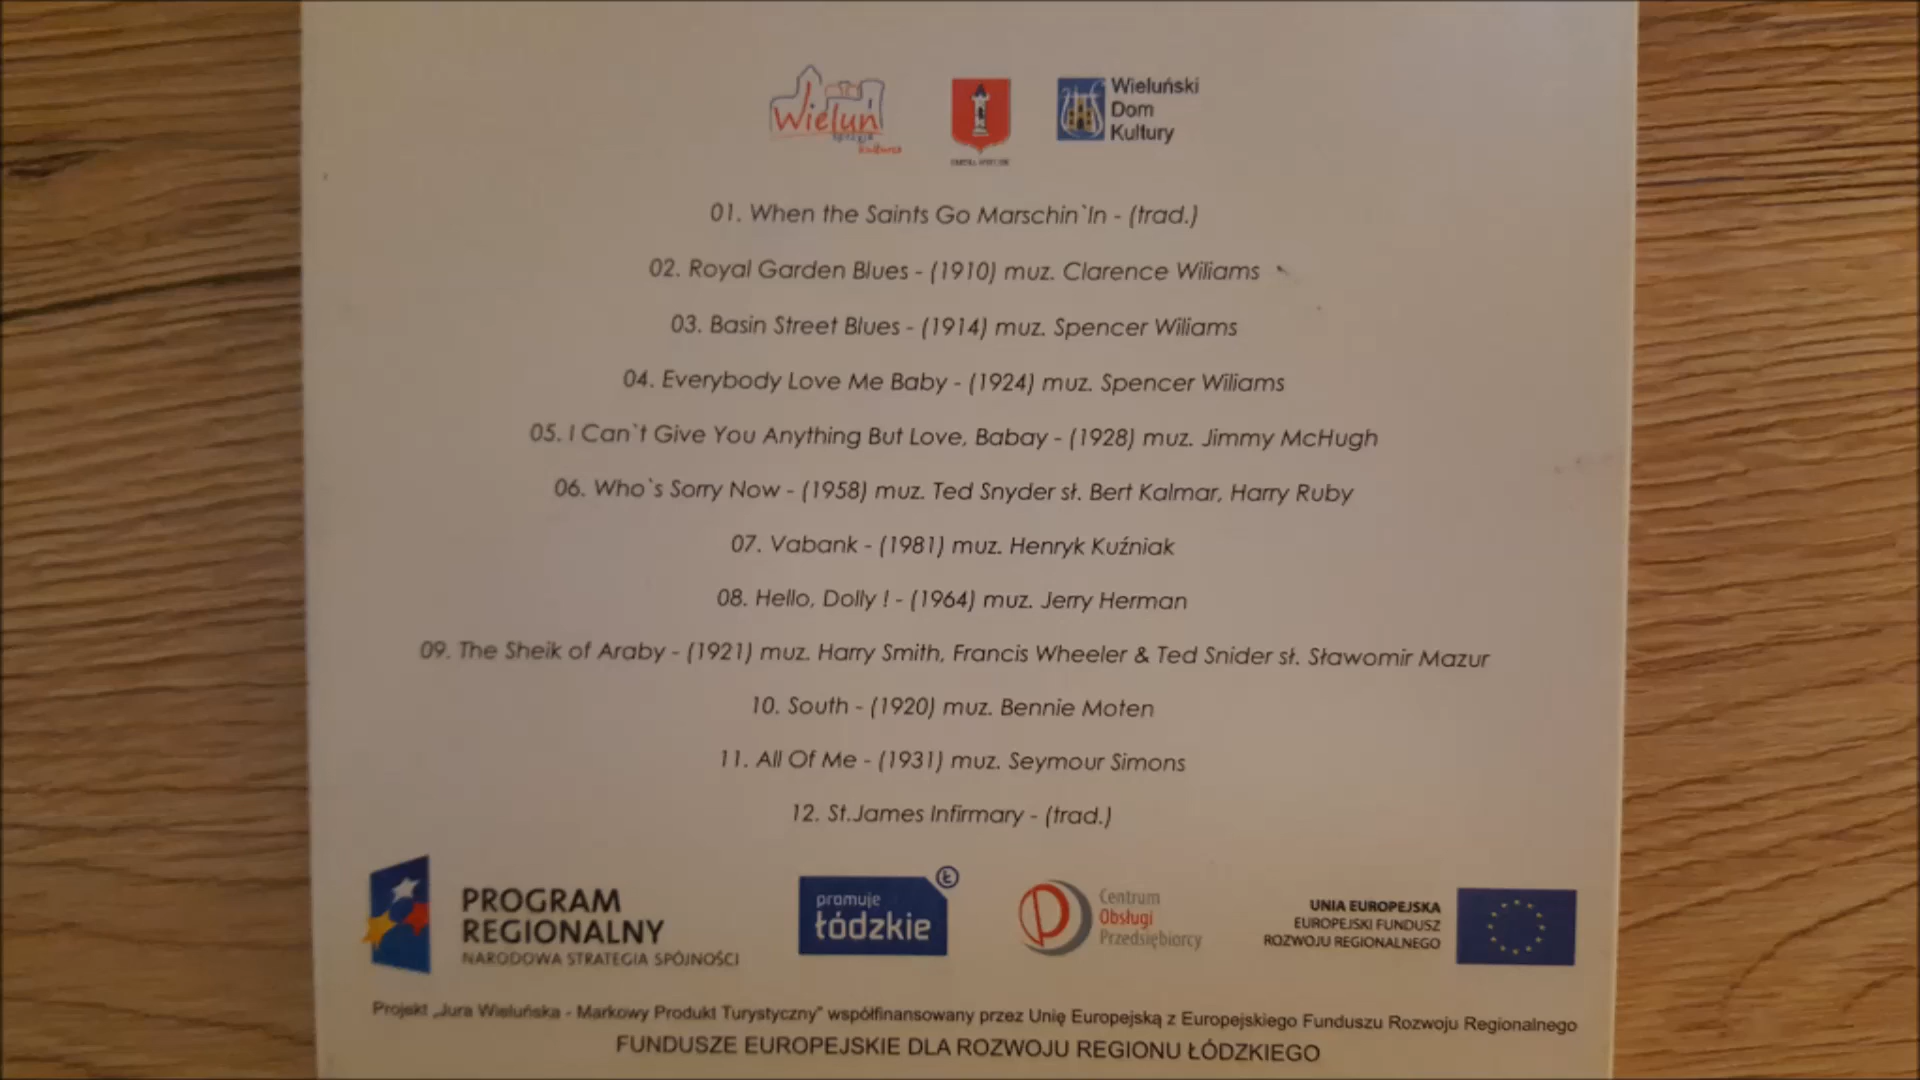 Wieluń
kultura
Wieluński
Dom
Kultury
01. When the Saints Go Marschin`In - (trad.)
02. Royal Garden Blues - (1910) muz. Clarence Wiliams
03. Basin Street Blues - (1914) muz. Spencer Wiliams
04. Everybody Love Me Baby - (1924) muz. Spencer Wiliams
05. I Can`t Give You Anything But Love, Babay - (1928) muz. Jimmy McHugh
06. Who`s Sorry Now - (1958) muz. Ted Snyder sł. Bert Kalmar, Harry Ruby
07. Vabank - (1981) muz. Henryk Kuźniak
08. Hello, Dolly ! - (1964) muz. Jerry Herman
09. The Sheik of Araby - (1921) muz. Harry Smith, Francis Wheeler & Ted Snider sł. Sławomir Mazur
10. South - (1920) muz. Bennie Moten
11. All Of Me - (1931) muz. Seymour Simons
12. St.James Infirmary - (trad.)
PROGRAM
REGIONALNY
NARODOWA STRATEGIA SPÓJNOŚCI
promuje
łódzkie
Ł
Centrum
Obsługi
Przedsiębiorcy
UNIA EUROPEJSKA
EUROPEJSKI FUNDUSZ
ROZWOJU REGIONALNEGO
Projekt „Jura Wieluńska - Markowy Produkt Turystyczny" współfinansowany przez Unię Europejską z Europejskiego Funduszu Rozwoju Regionalnego
FUNDUSZE EUROPEJSKIE DLA ROZWOJU REGIONU ŁÓDZKIEGO